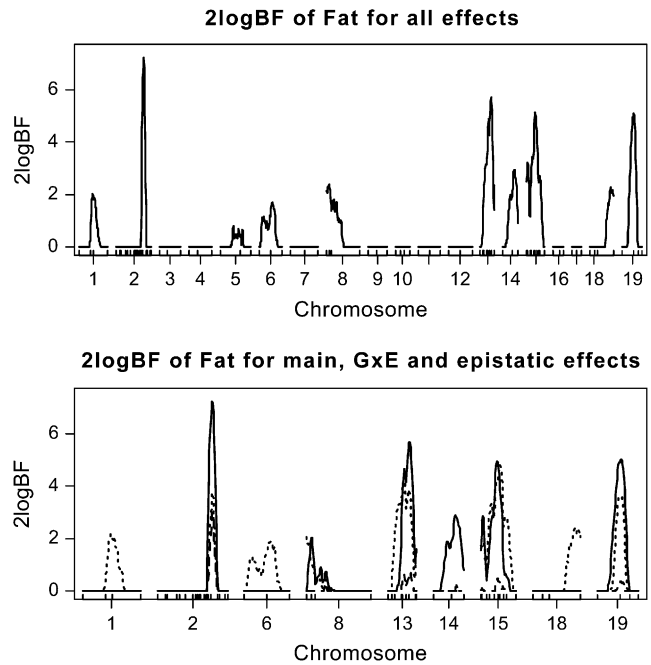 2logBF of Fat for all effects
2logBF
6
4
2
0
1 2 3 4 5 6 7 8 9 10 12 14 16 18 19
Chromosome
2logBF of Fat for main, GxE and epistatic effects
2logBF
6
4
2
0
1 2 6 8 13 14 15 18 19
Chromosome